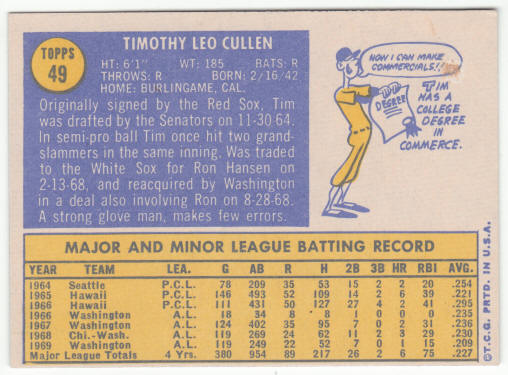 TOPPS
49
TIMOTHY LEO CULLEN
HT: 6'1" WT: 185 BATS: R
THROWS: R BORN: 2/16/42
HOME: BURLINGAME, CAL.
Originally signed by the Red Sox, Tim
was drafted by the Senators on 11-30-64.
In semi-pro ball Tim once hit two grand-
slammers in the same inning. Was traded
to the White Sox for Ron Hansen on
2-13-68, and reacquired by Washington
in a deal also involving Ron on 8-28-68.
A strong glove man, makes few errors.
NOW I CAN MAKE
COMMERCIALS!!
DEGREE
TIM
HAS A
COLLEGE
DEGREE
IN
COMMERCE.
MAJOR AND MINOR LEAGUE BATTING RECORD
YEAR TEAM LEA. G AB R H 2B 3B HR RBI AVG.
1964 Seattle P.C.L. 78 209 35 53 15 2 2 20 .254
1965 Hawaii P.C.L. 146 493 52 109 14 2 6 39 .221
1966 Hawaii P.C.L. 111 431 50 127 27 4 2 41 .295
1966 Washington A.L. 18 34 8 8 1 0 0 0 .235
1967 Washington A.L. 124 402 35 95 7 0 2 31 .236
1968 Chi.-Wash. A.L. 119 269 24 62 11 2 3 29 .230
1969 Washington A.L. 119 249 22 52 7 0 1 15 .209
Major League Totals 4 Yrs. 380 954 89 217 26 2 6 75 .227
©T.C.G. PRTD. IN U.S.A.